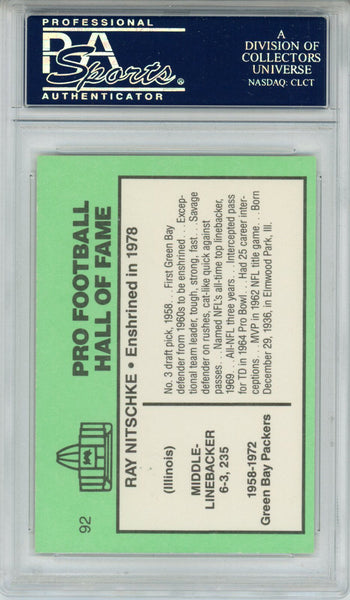 PROFESSIONAL
PSA
Sports
®
AUTHENTICATOR
A
DIVISION OF
COLLECTORS
UNIVERSE
NASDAQ: CLCT
PRO FOOTBALL
HALL OF FAME
RAY NITSCHKE • Enshrined in 1978
(Illinois)
MIDDLE-
LINEBACKER
6-3, 235
1958-1972
Green Bay Packers
No. 3 draft pick, 1958. . . First Green Bay
defender from 1960s to be enshrined. . . Excep-
tional team leader, tough, strong, fast. . . Savage
defender on rushes, cat-like quick against
passes. . . Named NFL's all-time top linebacker,
1969. . . All-NFL three years. . . Intercepted pass
for TD in 1964 Pro Bowl. . . Had 25 career inter-
ceptions. . . MVP in 1962 NFL title game. . . Born
December 29, 1936, in Elmwood Park, Ill.
92